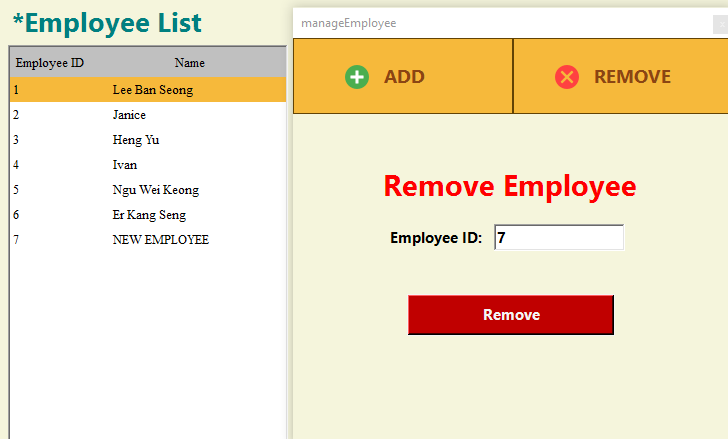 *Employee List
Employee ID Name
1 Lee Ban Seong
2 Janice
3 Heng Yu
4 Ivan
5 Ngu Wei Keong
6 Er Kang Seng
7 NEW EMPLOYEE
manageEmployee
ADD REMOVE
Remove Employee
Employee ID: 7
Remove